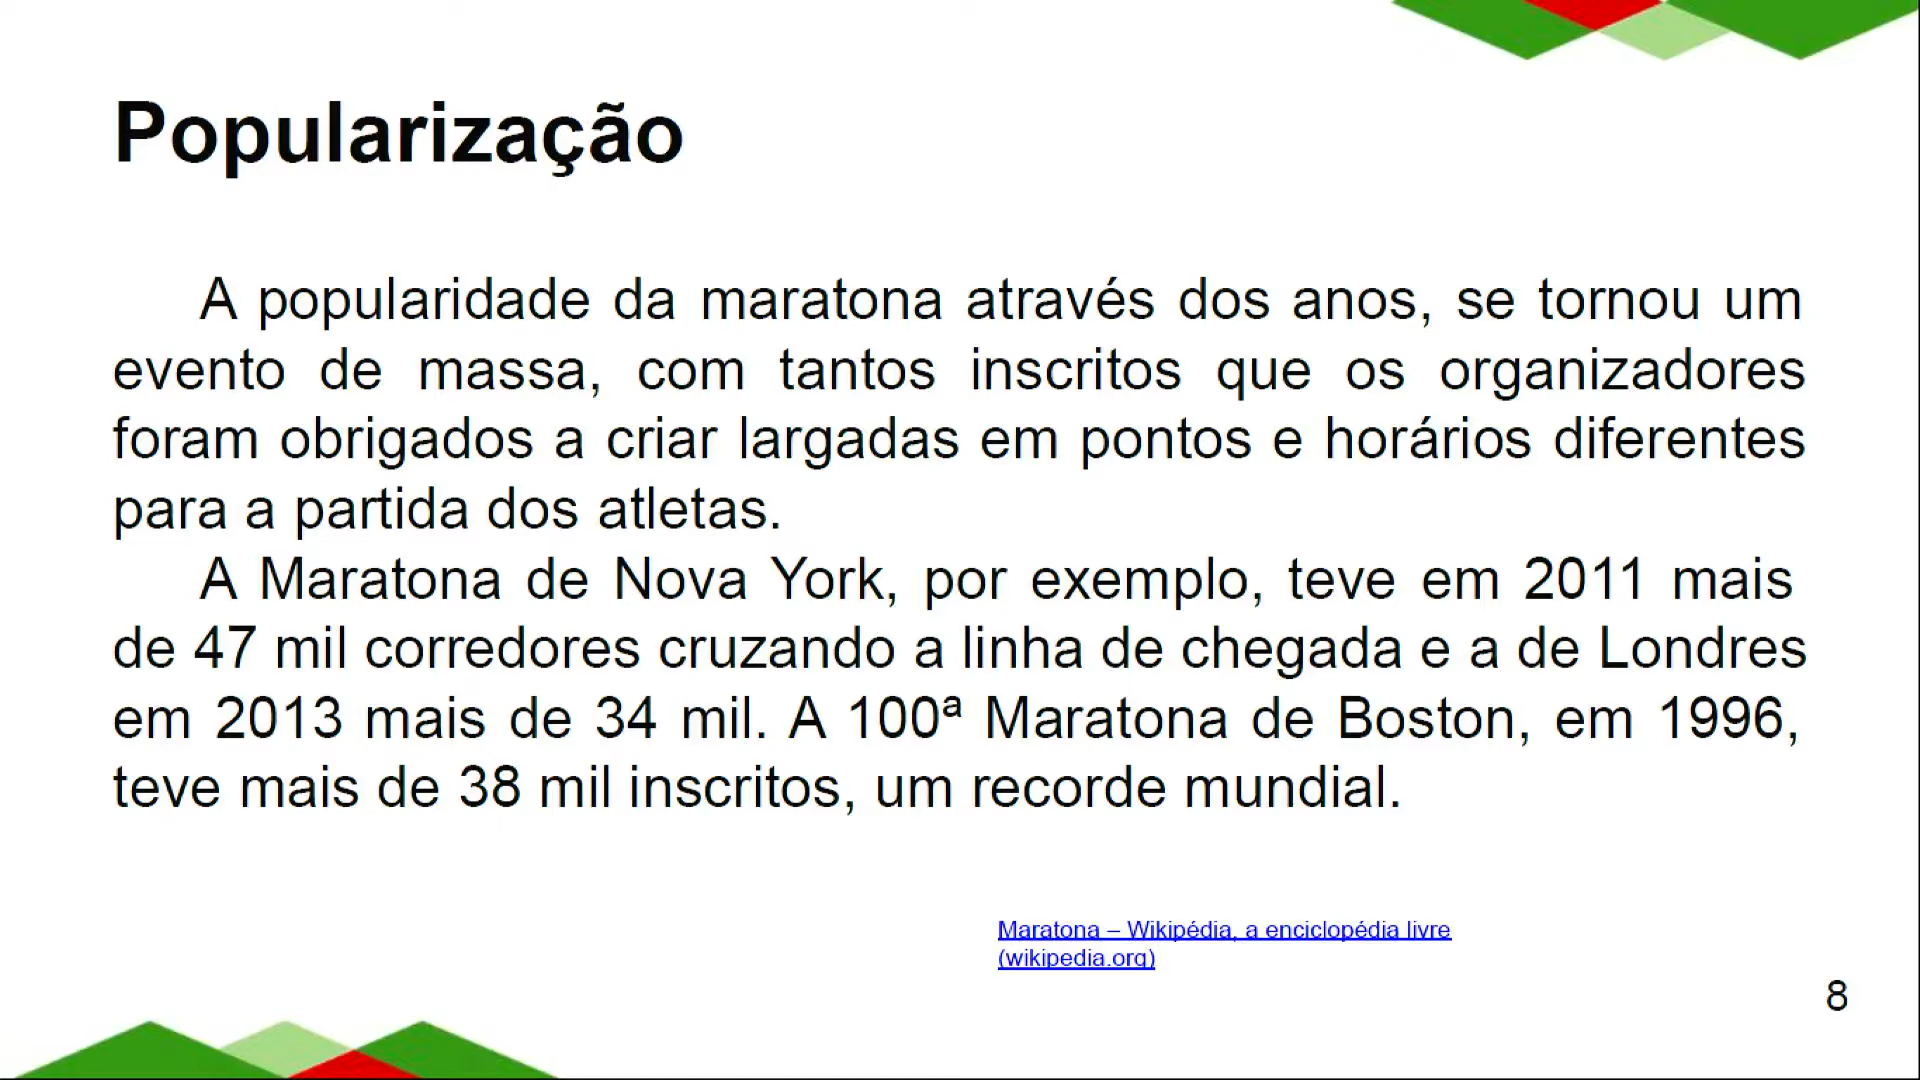 Popularização
A popularidade da maratona através dos anos, se tornou um
evento de massa, com tantos inscritos que os organizadores
foram obrigados a criar largadas em pontos e horários diferentes
para a partida dos atletas.
A Maratona de Nova York, por exemplo, teve em 2011 mais
de 47 mil corredores cruzando a linha de chegada e a de Londres
em 2013 mais de 34 mil. A 100ª Maratona de Boston, em 1996,
teve mais de 38 mil inscritos, um recorde mundial.
Maratona – Wikipédia, a enciclopédia livre
(wikipedia.org)
8